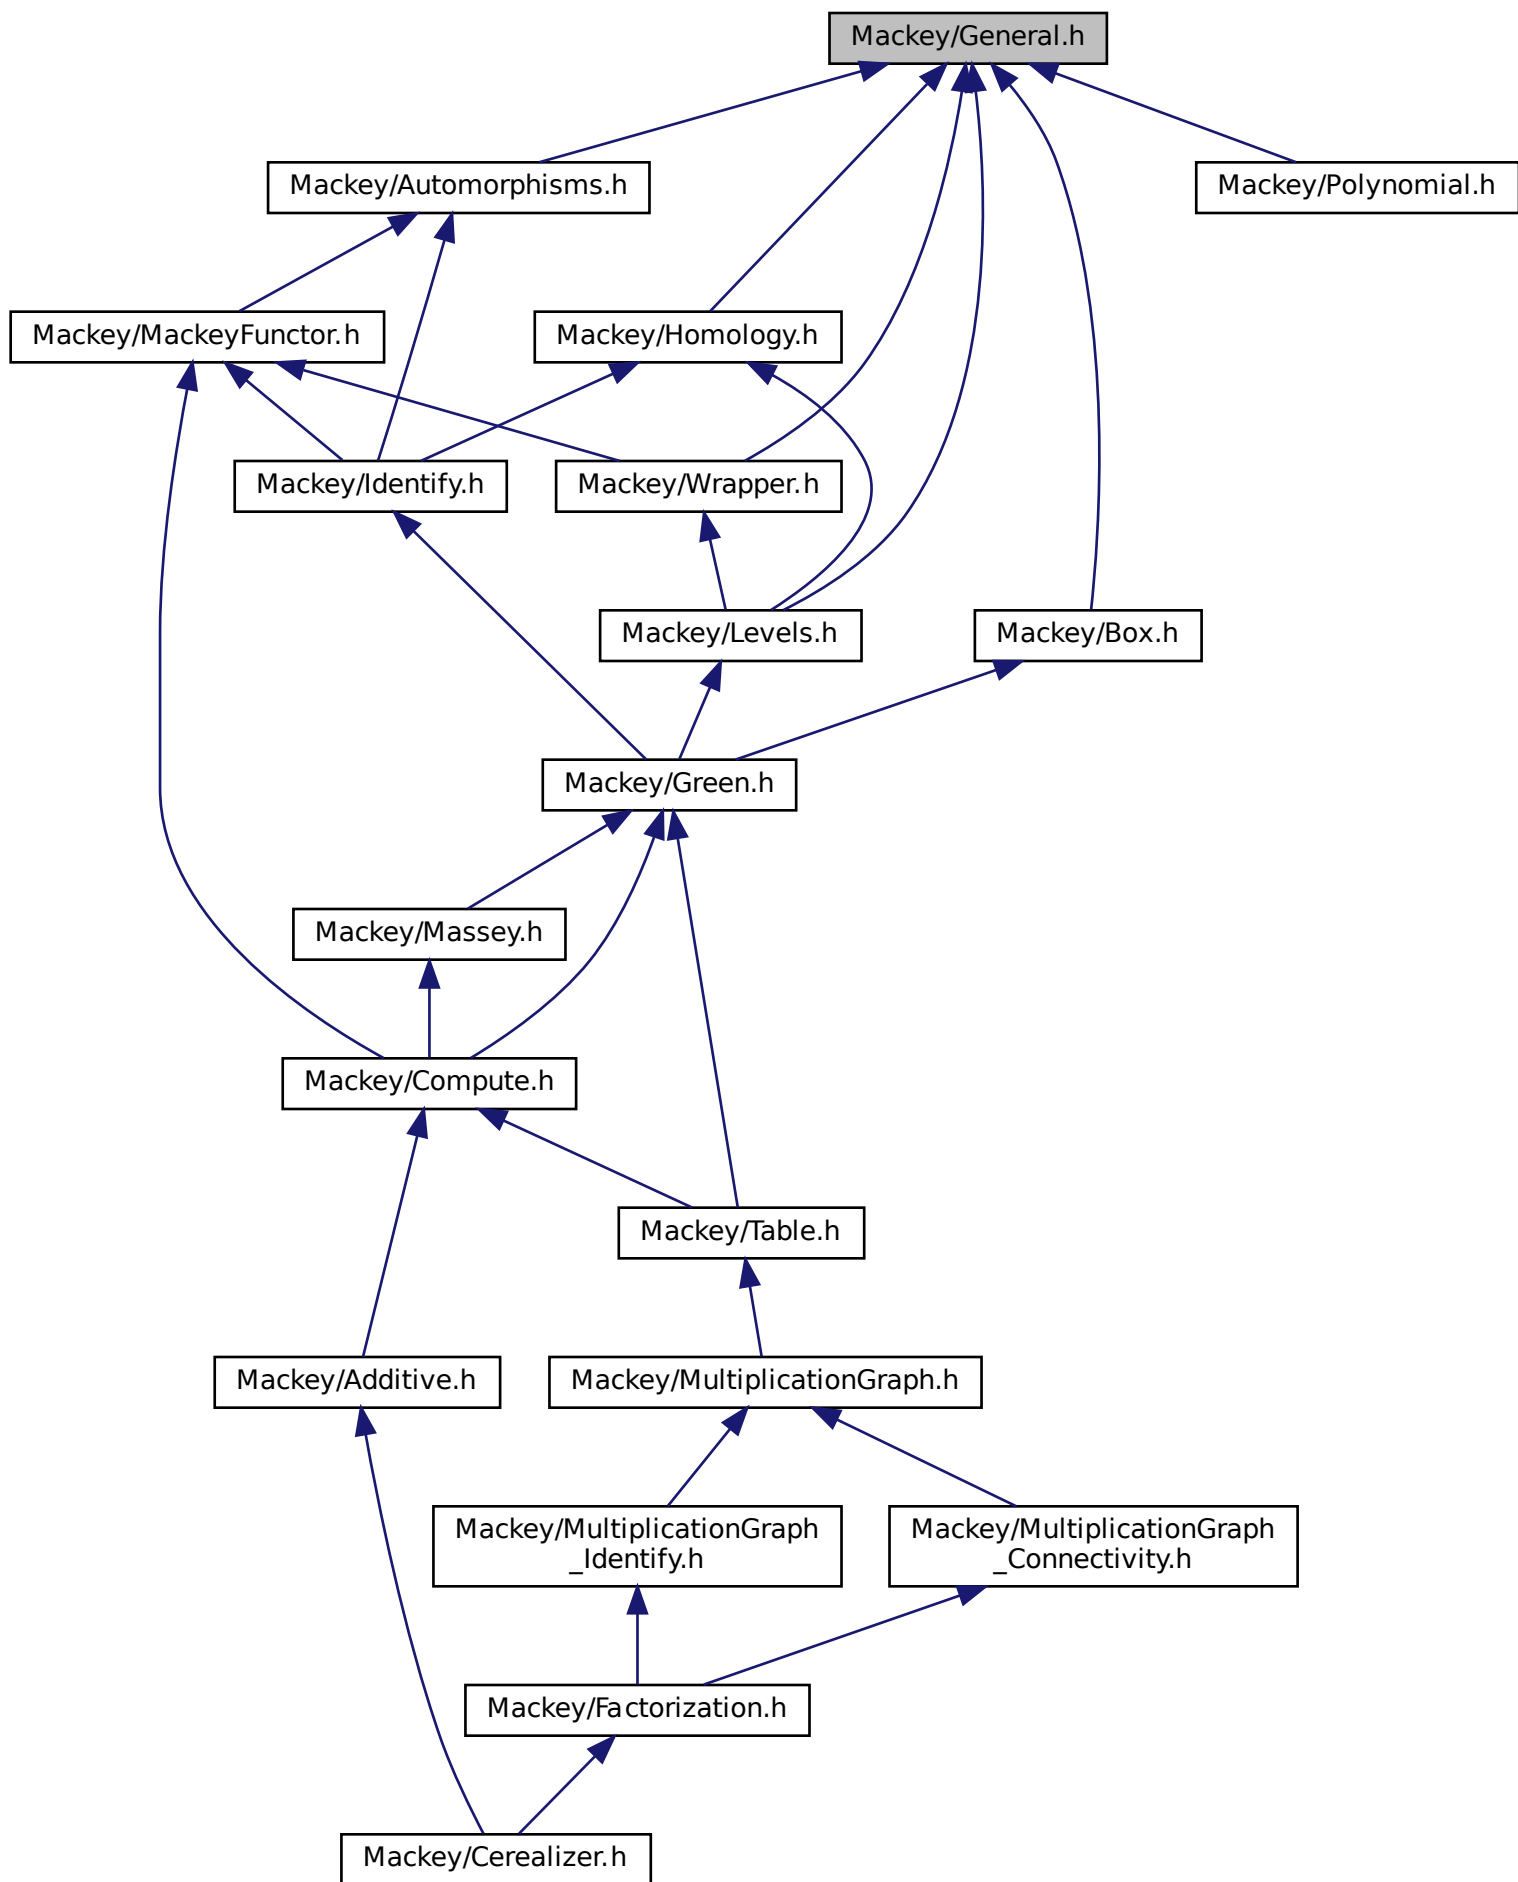 Mackey/General.h
Mackey/Automorphisms.h
Mackey/Polynomial.h
Mackey/MackeyFunctor.h
Mackey/Homology.h
Mackey/Identify.h
Mackey/Wrapper.h
Mackey/Levels.h
Mackey/Box.h
Mackey/Green.h
Mackey/Massey.h
Mackey/Compute.h
Mackey/Table.h
Mackey/Additive.h
Mackey/MultiplicationGraph.h
Mackey/MultiplicationGraph
_Identify.h
Mackey/MultiplicationGraph
_Connectivity.h
Mackey/Factorization.h
Mackey/Cerealizer.h